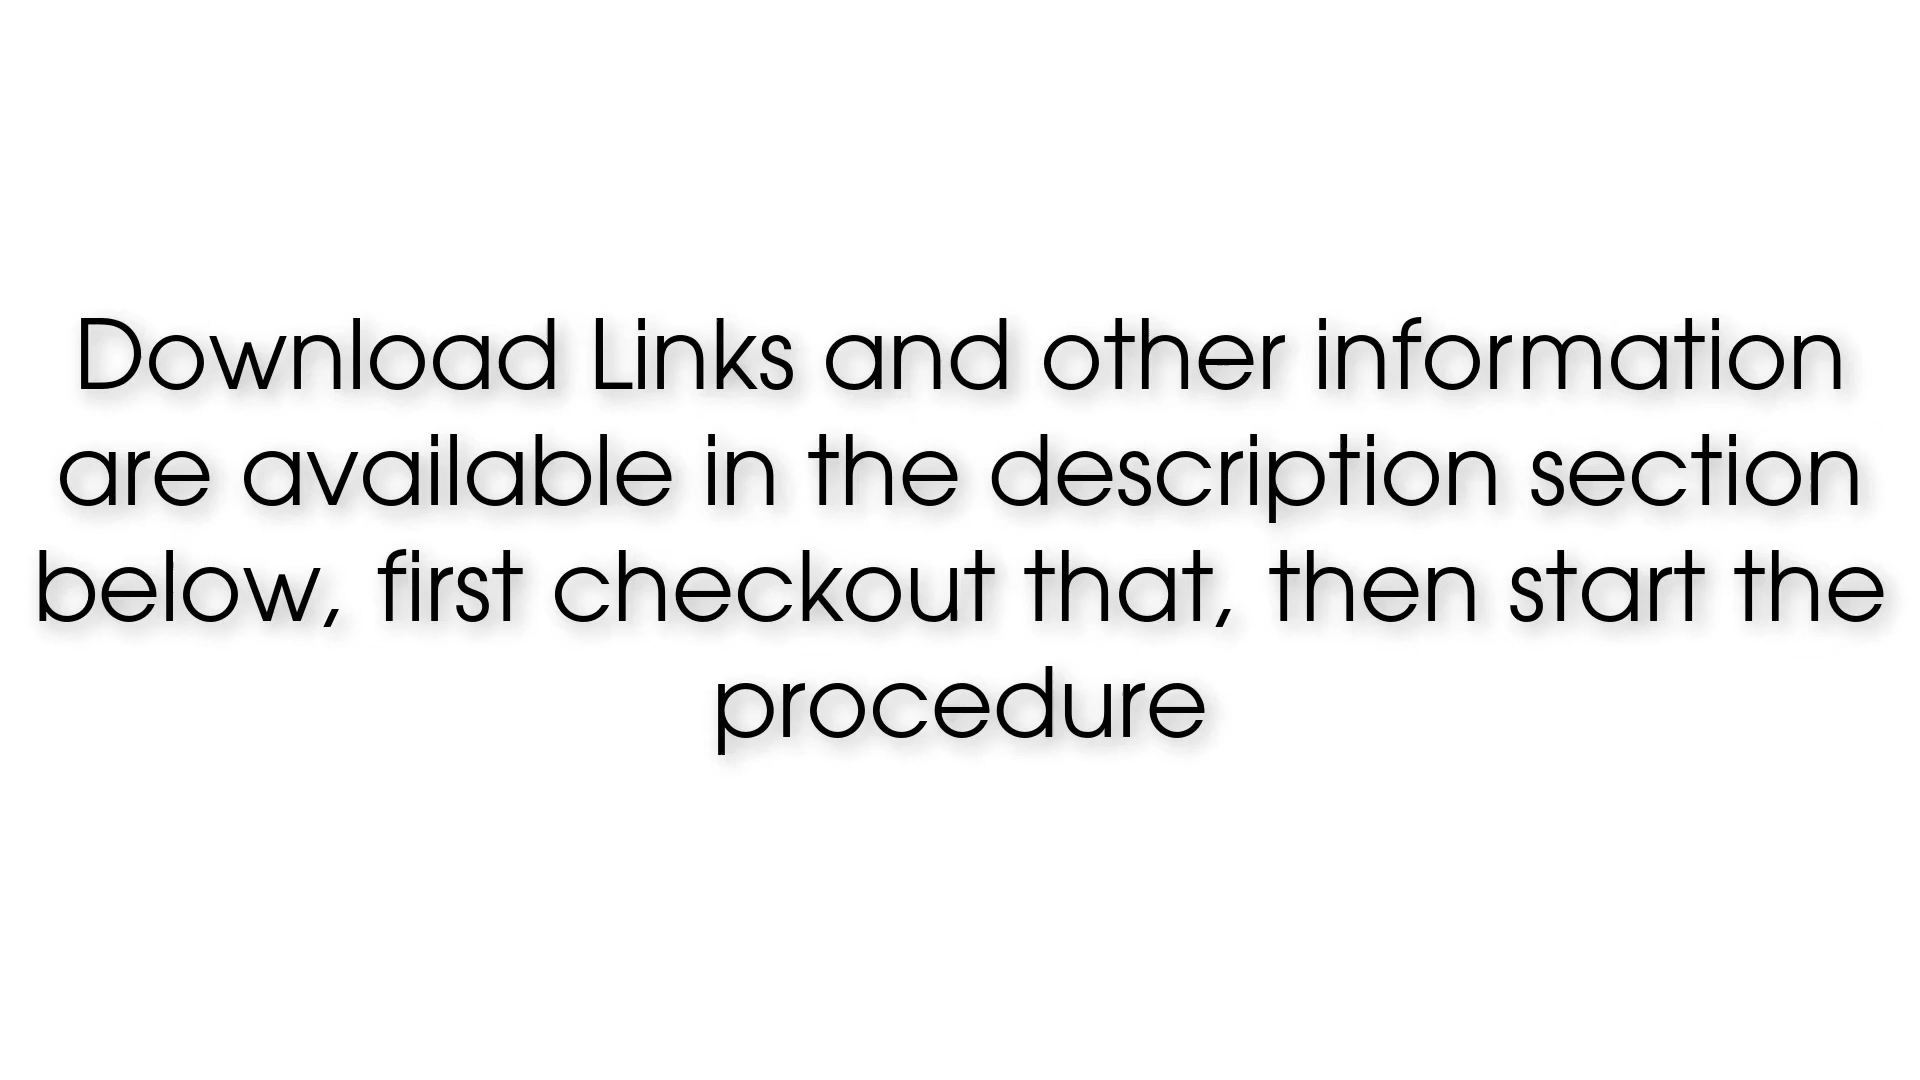 Download Links and other information
are available in the description section
below, first checkout that, then start the
procedure